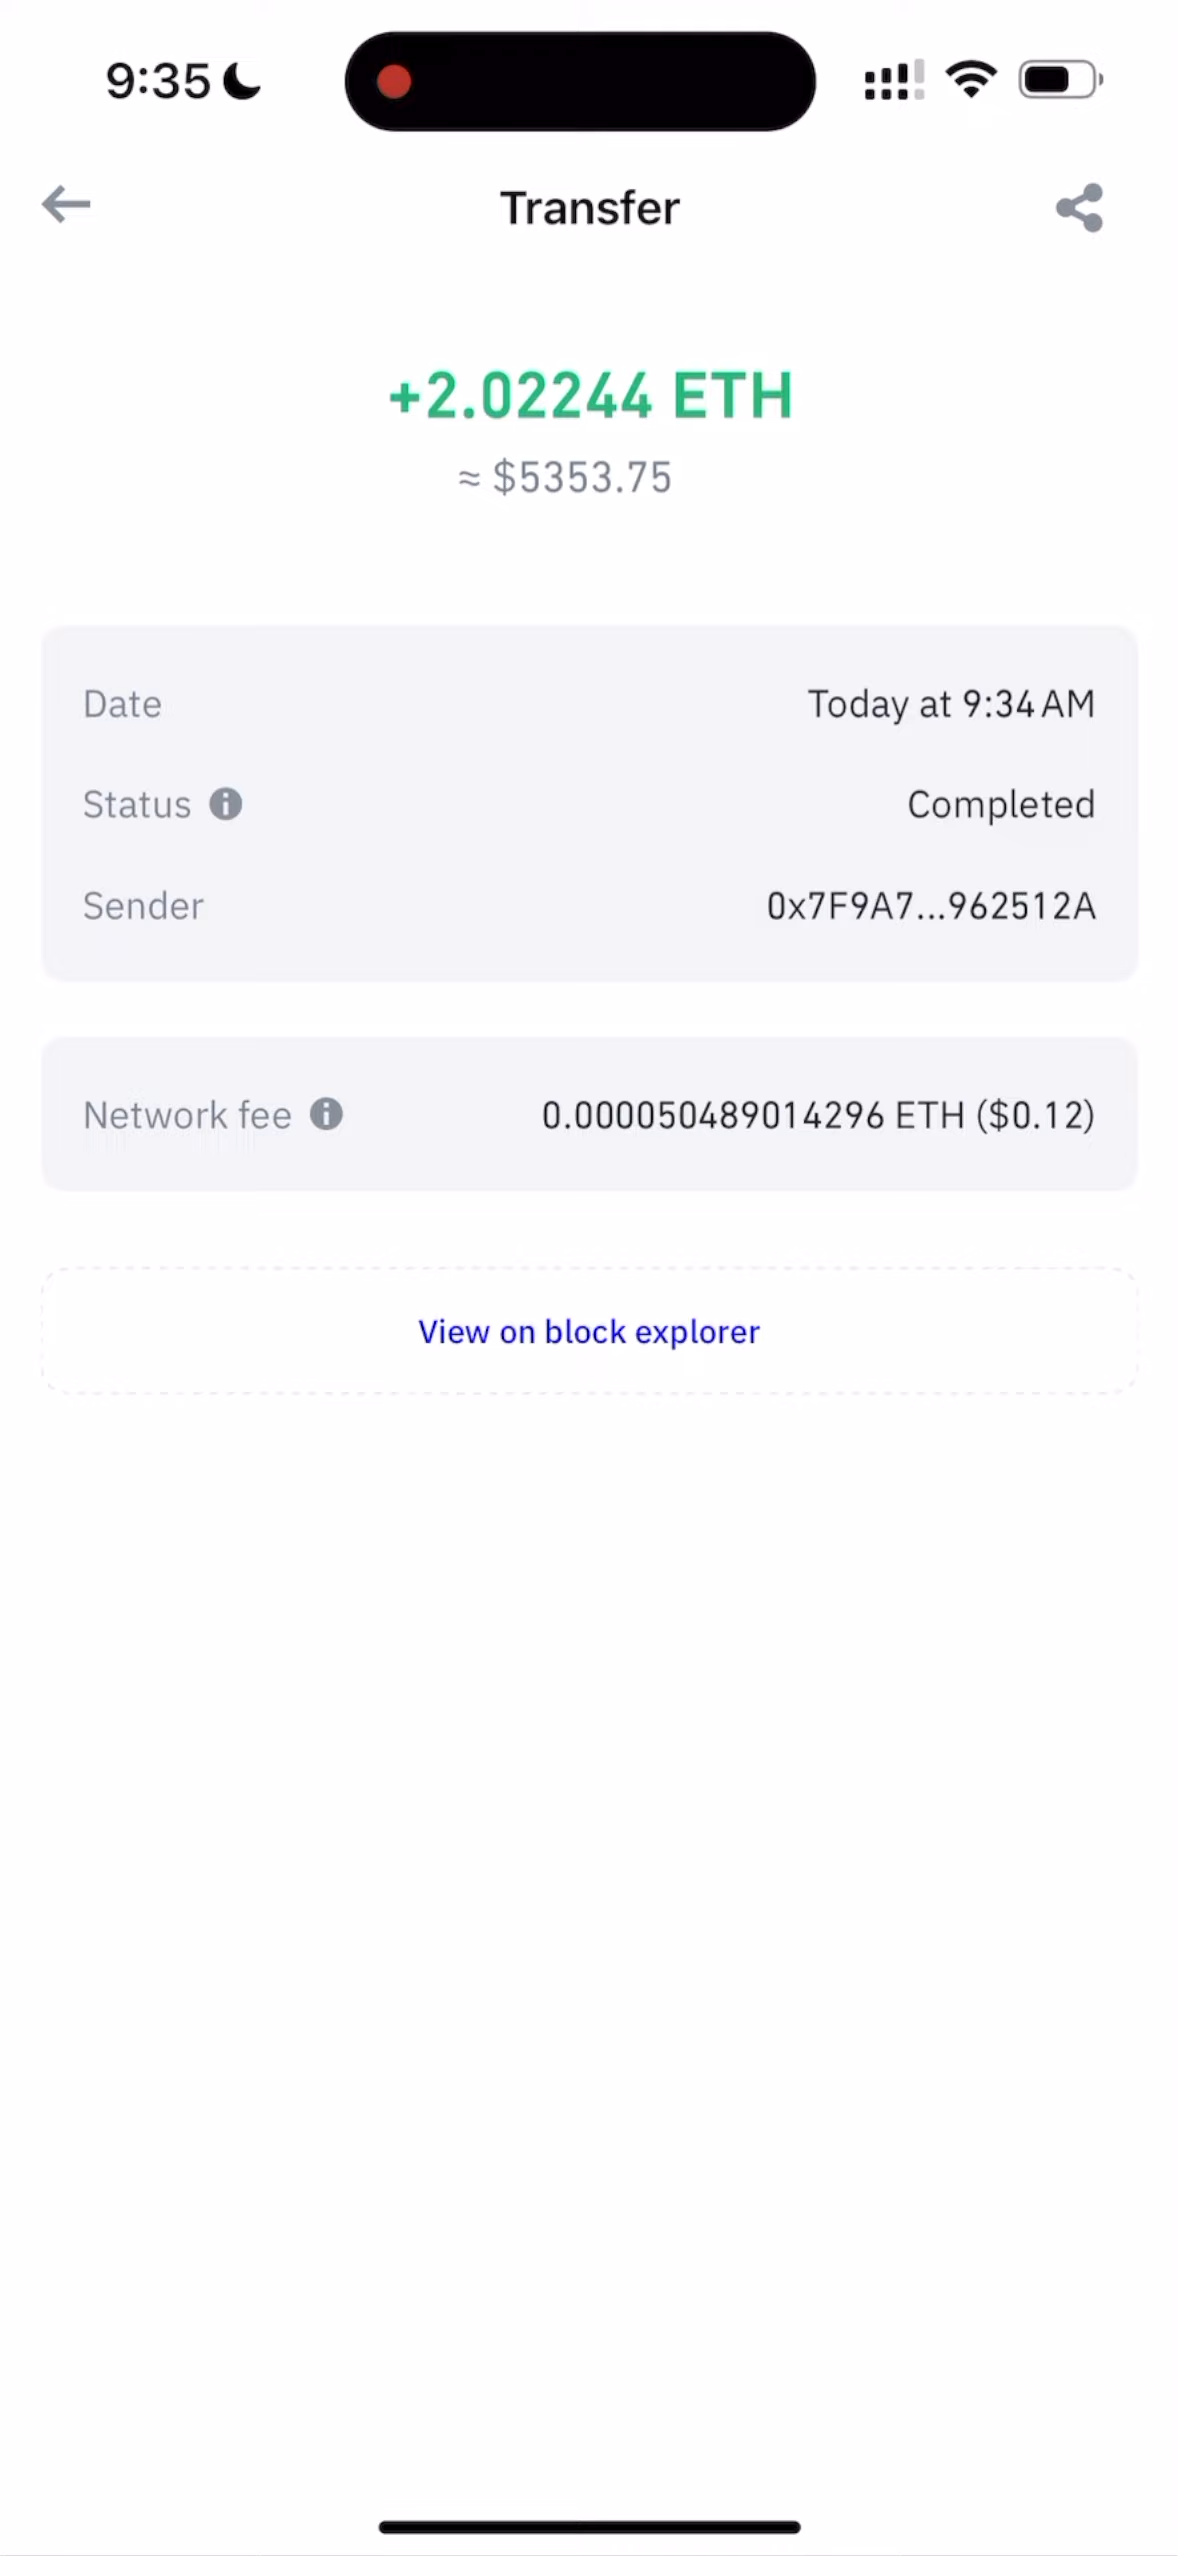 9:35
Transfer
+2.02244 ETH
≈ $5353.75
Date Today at 9:34 AM
Status Completed
Sender 0x7F9A7...962512A
Network fee 0.000050489014296 ETH ($0.12)
View on block explorer